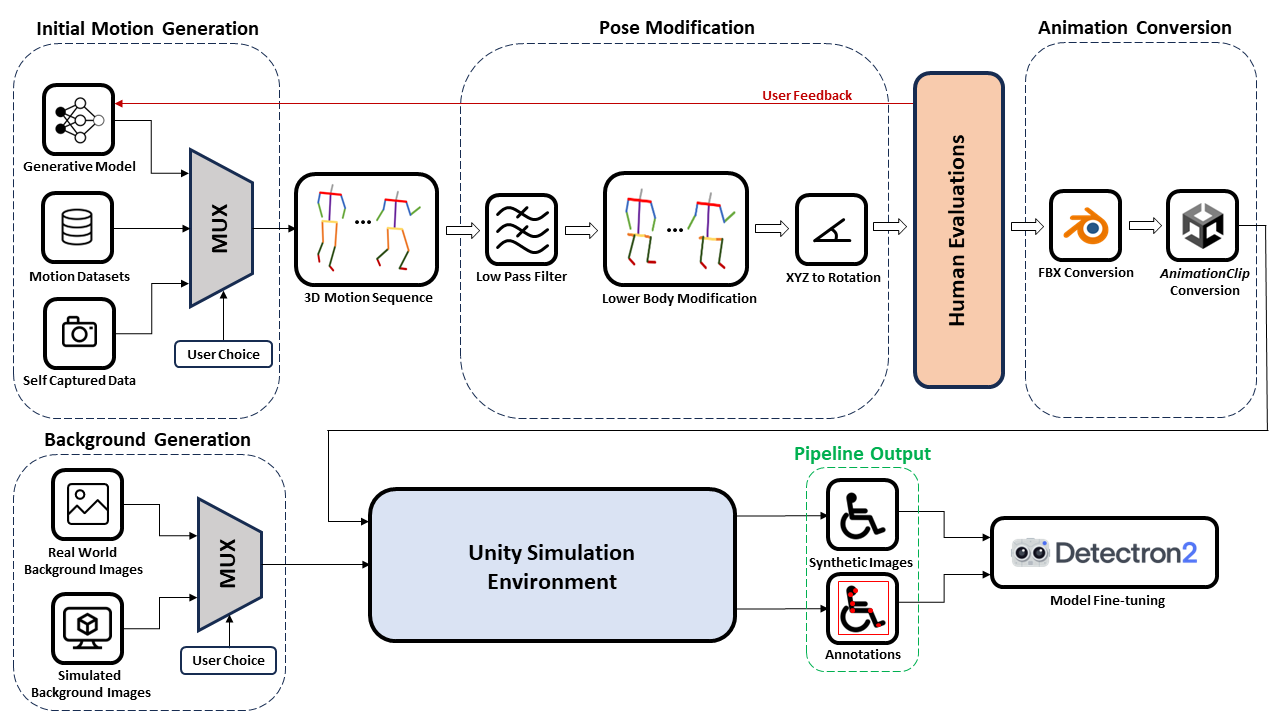 Initial Motion Generation
Pose Modification
Animation Conversion
User Feedback
Generative Model
Motion Datasets
Self Captured Data
MUX
User Choice
3D Motion Sequence
Low Pass Filter
Lower Body Modification
XYZ to Rotation
Human Evaluations
FBX Conversion
AnimationClip
Conversion
Background Generation
Real World
Background Images
Simulated
Background Images
MUX
User Choice
Unity Simulation
Environment
Pipeline Output
Synthetic Images
Annotations
Detectron2
Model Fine-tuning